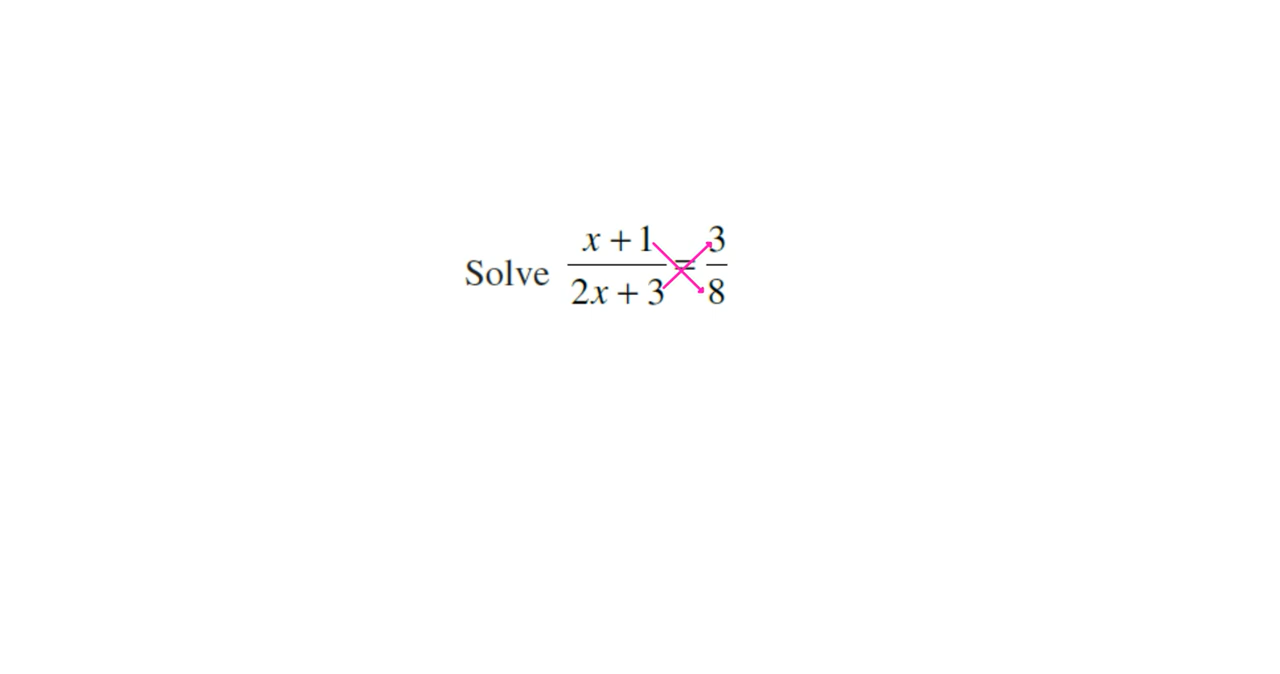 Solve (x + 1)/(2x + 3) = 3/8